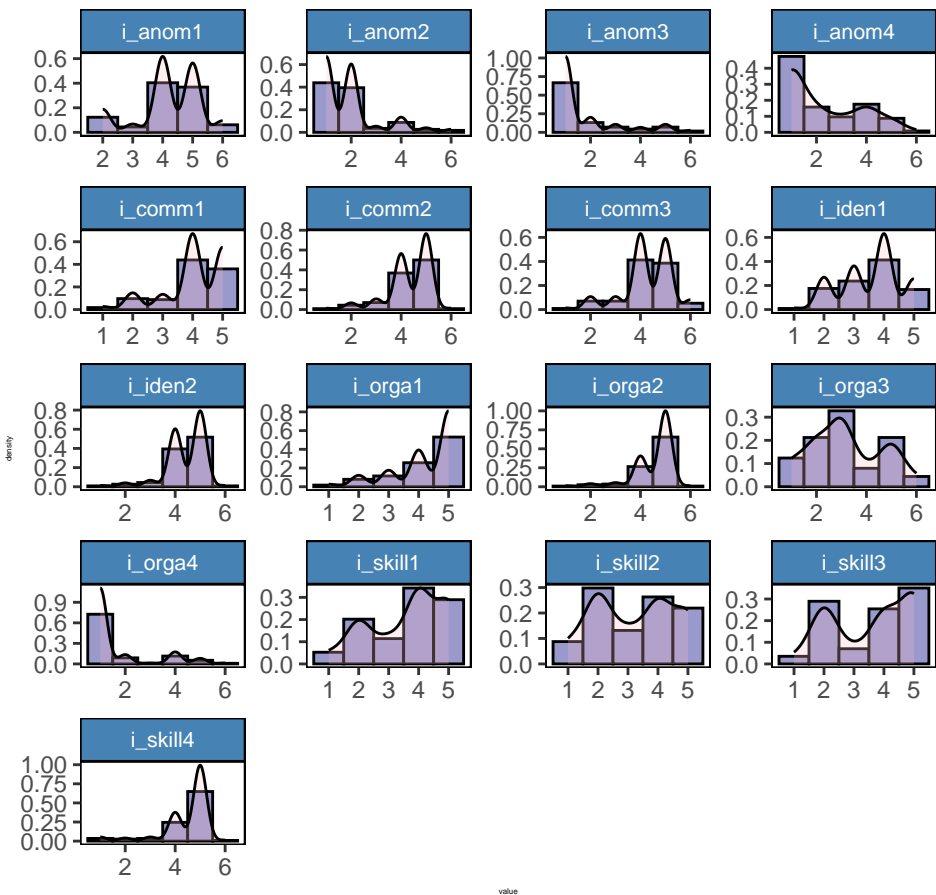 i_anom1 i_anom2 i_anom3 i_anom4
0.6 0.4 0.2 0.0 0.6 0.4 0.2 0.0 1.00 0.75 0.50 0.25 0.00 0.4 0.3 0.2 0.1 0.0
2 3 4 5 6 2 4 6 2 4 6 2 4 6
i_comm1 i_comm2 i_comm3 i_iden1
0.6 0.4 0.2 0.0 0.8 0.6 0.4 0.2 0.0 0.6 0.4 0.2 0.0 0.6 0.4 0.2 0.0
1 2 3 4 5 2 4 6 2 4 6 1 2 3 4 5
i_iden2 i_orga1 i_orga2 i_orga3
0.8 0.6 0.4 0.2 0.0 0.8 0.6 0.4 0.2 0.0 1.00 0.75 0.50 0.25 0.00 0.3 0.2 0.1 0.0
2 4 6 1 2 3 4 5 2 4 6 2 4 6
density
i_orga4 i_skill1 i_skill2 i_skill3
0.9 0.6 0.3 0.0 0.3 0.2 0.1 0.0 0.3 0.2 0.1 0.0 0.3 0.2 0.1 0.0
2 4 6 1 2 3 4 5 1 2 3 4 5 1 2 3 4 5
i_skill4
1.00 0.75 0.50 0.25 0.00
2 4 6
value